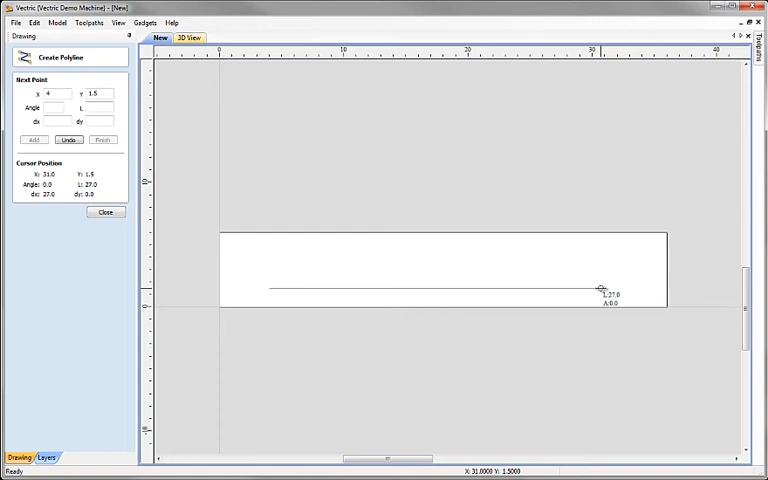 Vectric (Vectric Demo Machine) - [New]
File Edit Model Toolpaths View Gadgets Help
Drawing
New 3D View
Toolpaths
Create Polyline
0 10 20 30 40
Next Point
X 4 Y 1.5
Angle L
dx dy
Add Undo Finish
Cursor Position
X: 31.0 Y: 1.5
Angle: 0.0 L: 27.0
dx: 27.0 dy: 0.0
Close
10
0
-10
L:27.0
A:0.0
Drawing Layers
Ready X: 31.0000 Y: 1.5000